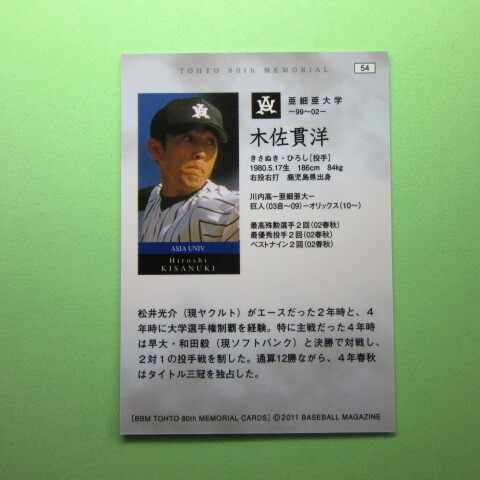 TOHTO 80th MEMORIAL
54
亜細亜大学
―99〜02―
木佐貫洋
きさぬき・ひろし[投手]
1980.5.17生 186cm 84kg
右投右打 鹿児島県出身
川内高―亜細亜大―
巨人(03自〜09)―オリックス(10〜)
最高殊勲選手2回(02春秋)
最優秀投手2回(02春秋)
ベストナイン2回(02春秋)
ASIA UNIV.
Hiroshi
KISANUKI
松井光介(現ヤクルト)がエースだった2年時と、4
年時に大学選手権制覇を経験。特に主戦だった4年時
は早大・和田毅(現ソフトバンク)と決勝で対戦し、
2対1の投手戦を制した。通算12勝ながら、4年春秋
はタイトル三冠を独占した。
[BBM TOHTO 80th MEMORIAL CARDS] ©2011 BASEBALL MAGAZINE